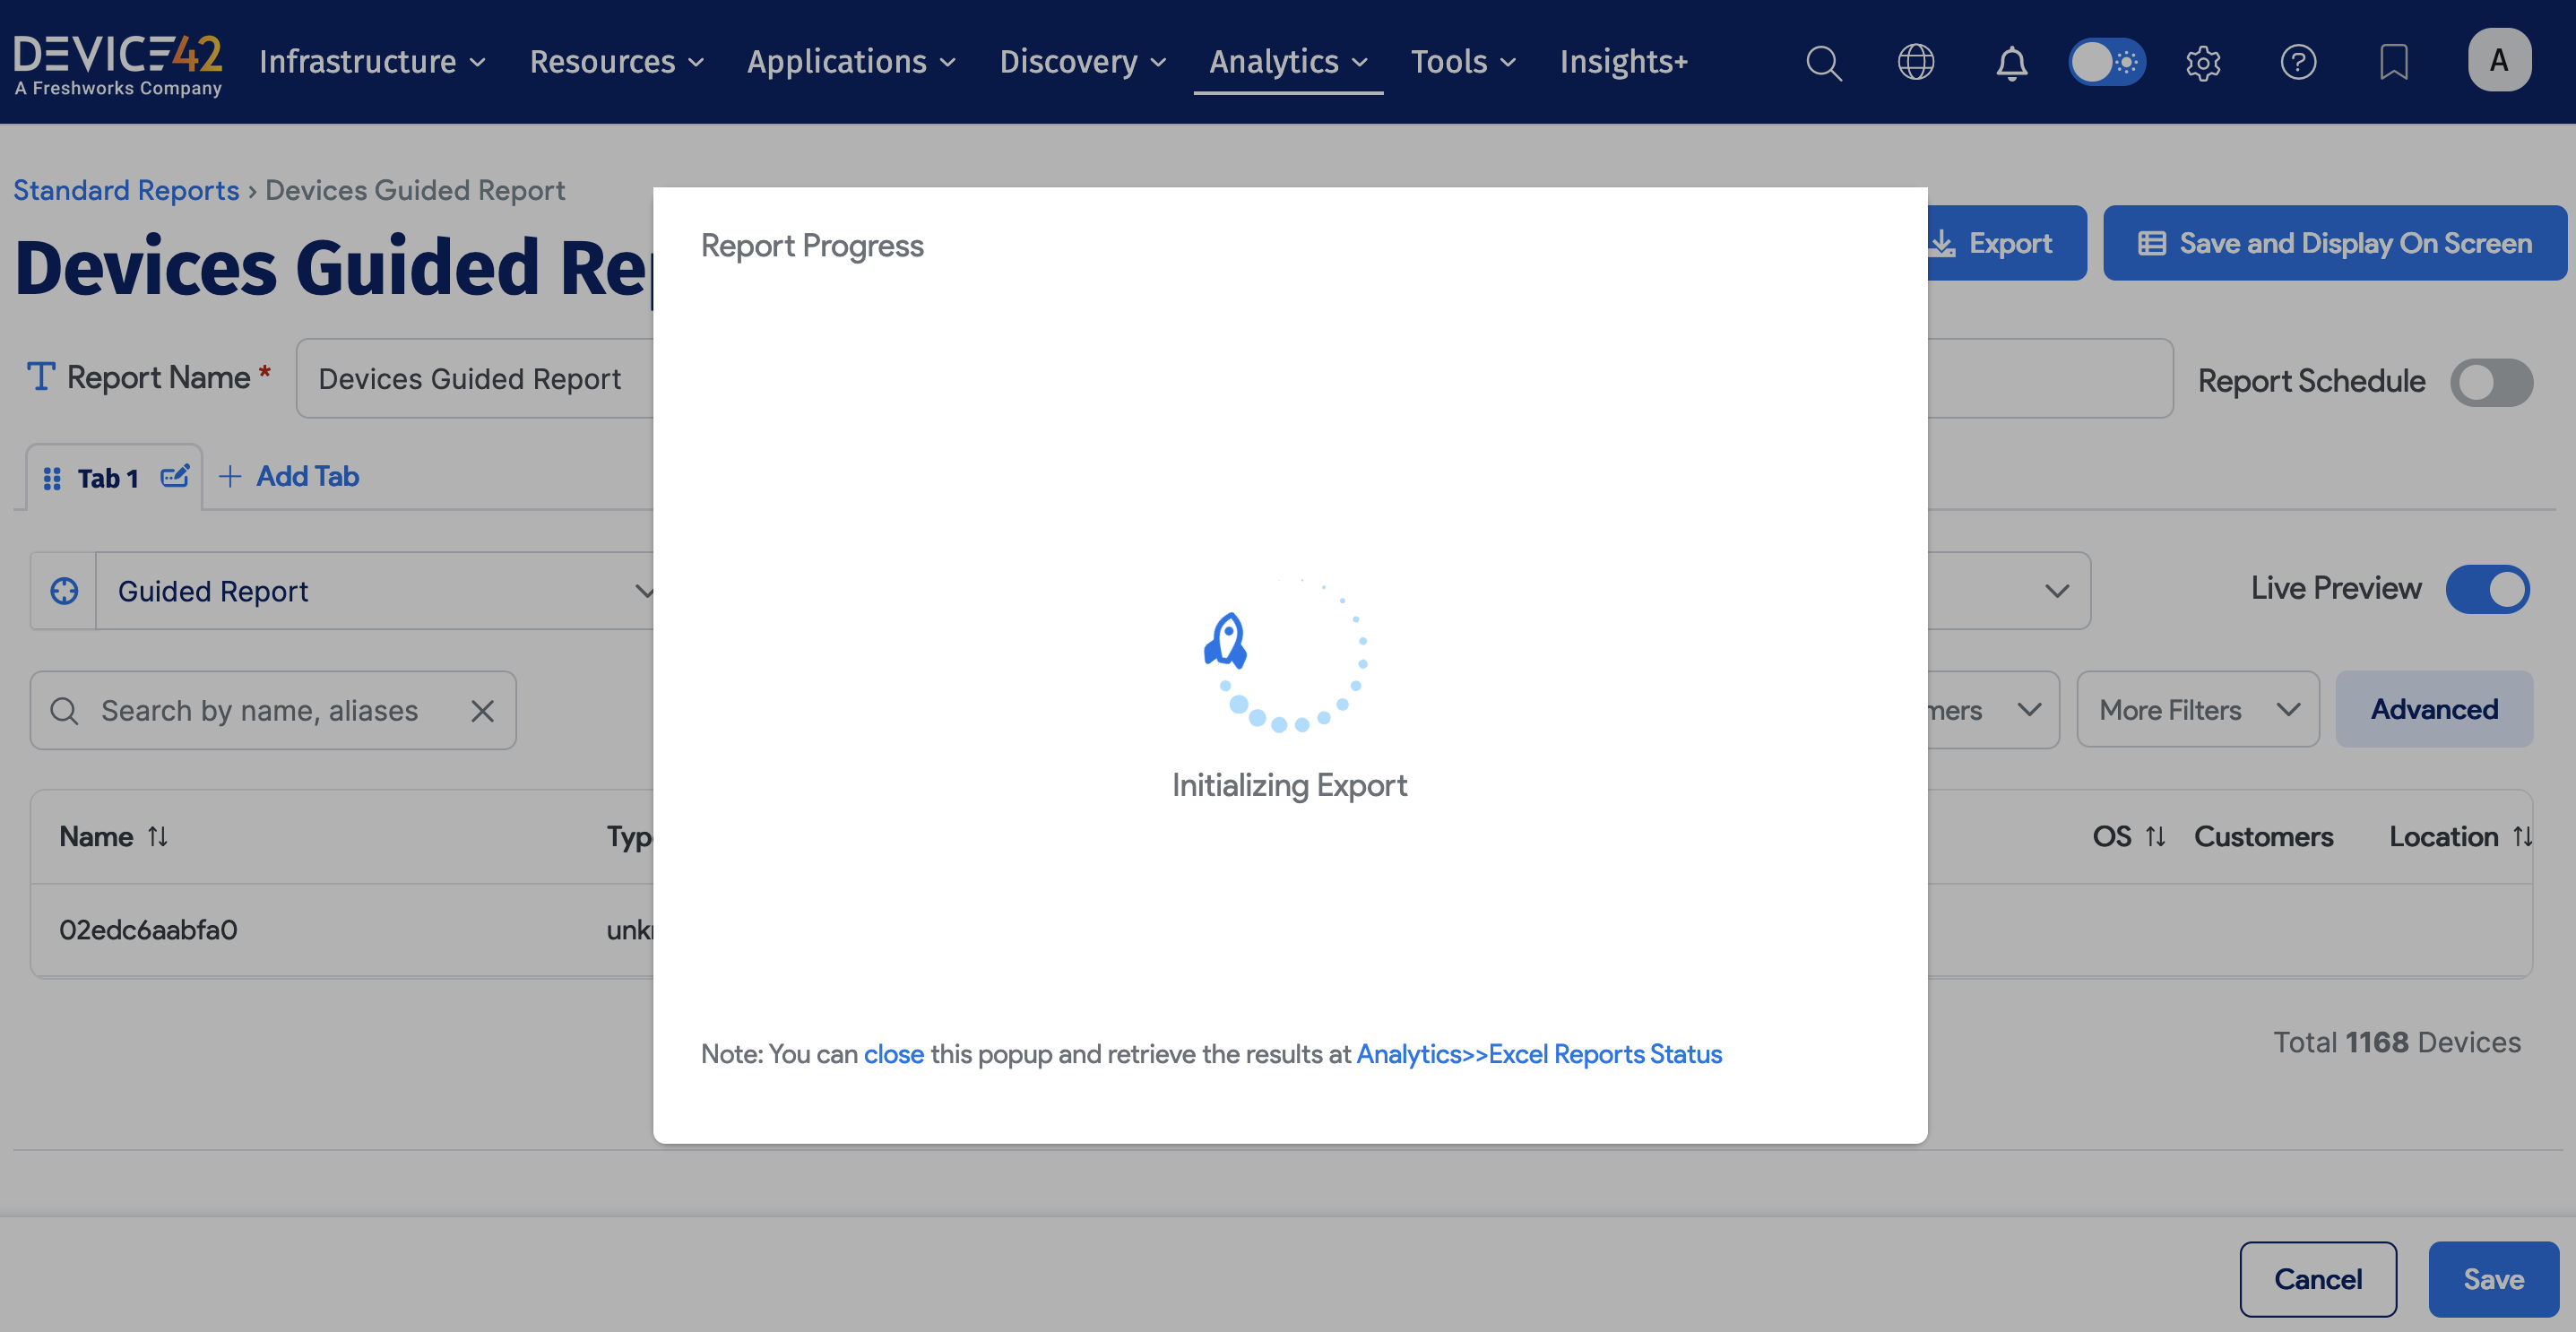 DEVICE42
A Freshworks Company
Infrastructure
Resources
Applications
Discovery
Analytics
Tools
Insights+
A
Standard Reports › Devices Guided Report
Devices Guided Rep
Export
Save and Display On Screen
Report Name *
Devices Guided Report
Report Schedule
Tab 1
+ Add Tab
Guided Report
Live Preview
Search by name, aliases
mers
More Filters
Advanced
Name
Typ
OS
Customers
Location
02edc6aabfa0
unkn
Total 1168 Devices
Report Progress
Initializing Export
Note: You can close this popup and retrieve the results at Analytics>>Excel Reports Status
Cancel
Save